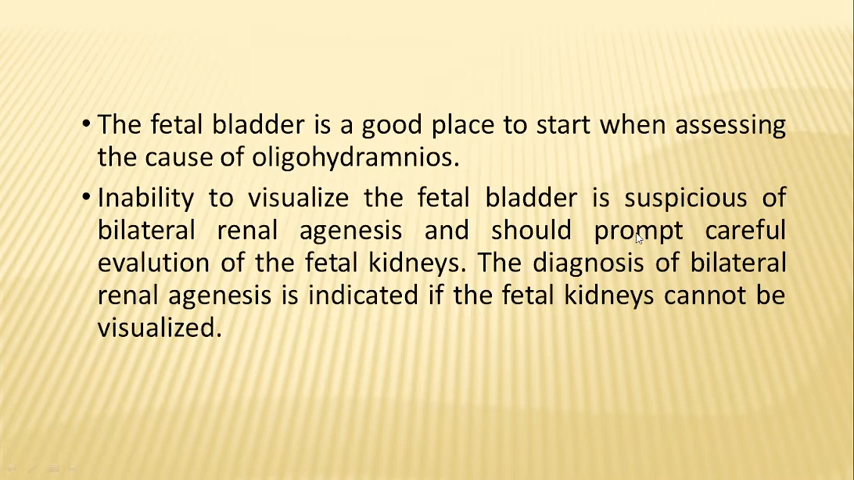 • The fetal bladder is a good place to start when assessing
the cause of oligohydramnios.
• Inability to visualize the fetal bladder is suspicious of
bilateral renal agenesis and should prompt careful
evalution of the fetal kidneys. The diagnosis of bilateral
renal agenesis is indicated if the fetal kidneys cannot be
visualized.